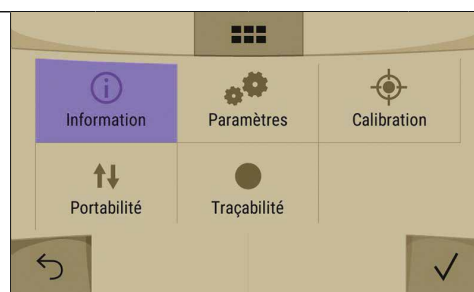 Information
Paramètres
Calibration
Portabilité
Traçabilité